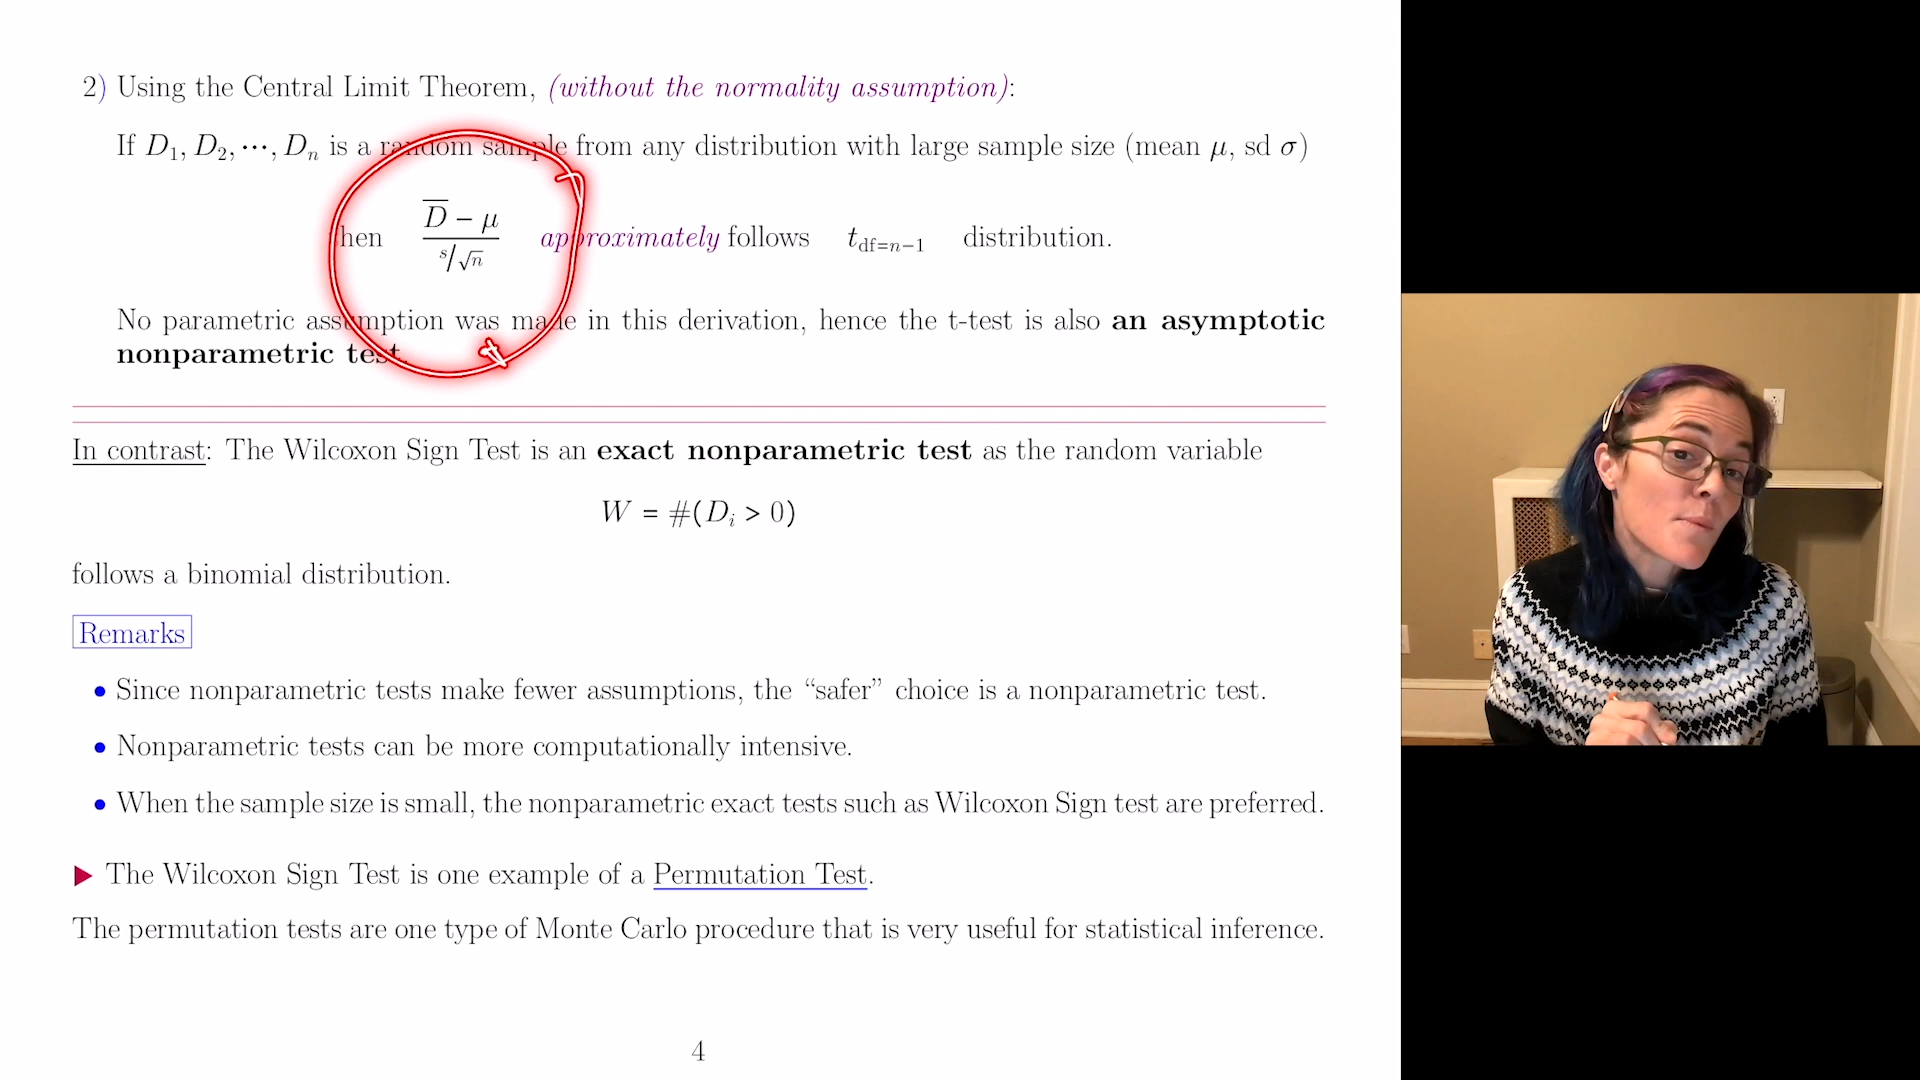 2) Using the Central Limit Theorem, (without the normality assumption):
If D₁, D₂, ⋯, Dₙ is a random sample from any distribution with large sample size (mean μ, sd σ)
then D̅ − μ / s/√n approximately follows t df=n−1 distribution.
No parametric assumption was made in this derivation, hence the t-test is also an asymptotic
nonparametric test.
In contrast: The Wilcoxon Sign Test is an exact nonparametric test as the random variable
W = #(Dᵢ > 0)
follows a binomial distribution.
Remarks
• Since nonparametric tests make fewer assumptions, the “safer” choice is a nonparametric test.
• Nonparametric tests can be more computationally intensive.
• When the sample size is small, the nonparametric exact tests such as Wilcoxon Sign test are preferred.
▶ The Wilcoxon Sign Test is one example of a Permutation Test.
The permutation tests are one type of Monte Carlo procedure that is very useful for statistical inference.
4